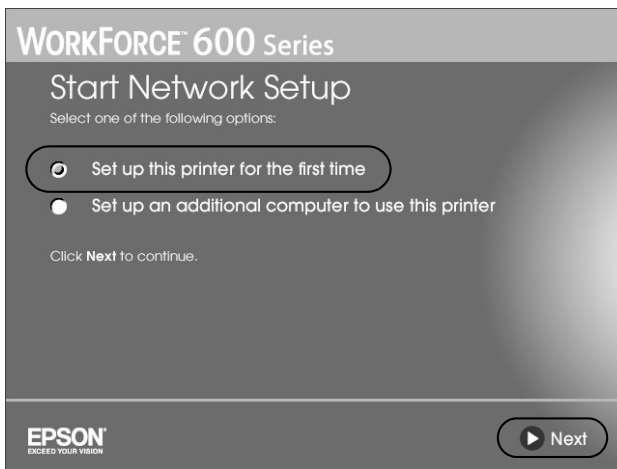 WORKFORCE™ 600 Series
Start Network Setup
Select one of the following options:
Set up this printer for the first time
Set up an additional computer to use this printer
Click Next to continue.
EPSON®
EXCEED YOUR VISION
Next